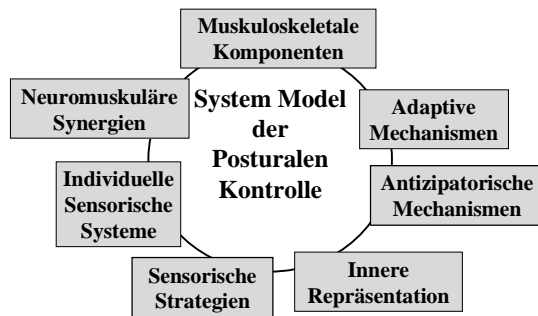 Muskuloskeletale
Komponenten
Neuromuskuläre
Synergien
System Model
der
Posturalen
Kontrolle
Adaptive
Mechanismen
Individuelle
Sensorische
Systeme
Antizipatorische
Mechanismen
Sensorische
Strategien
Innere
Repräsentation